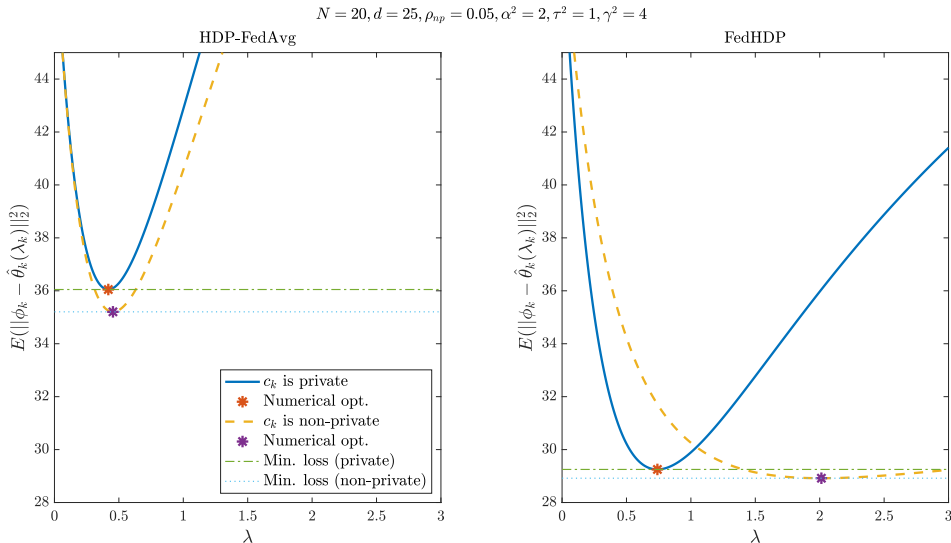 N = 20, d = 25, ρ_np = 0.05, α² = 2, τ² = 1, γ² = 4
HDP-FedAvg
E(||φ_k − θ̂_k(λ_k)||₂²)
44
42
40
38
36
34
32
30
28
0
0.5
1
1.5
2
2.5
3
λ
c_k is private
Numerical opt.
c_k is non-private
Numerical opt.
Min. loss (private)
Min. loss (non-private)
FedHDP
E(||φ_k − θ̂_k(λ_k)||₂²)
44
42
40
38
36
34
32
30
28
0
0.5
1
1.5
2
2.5
3
λ